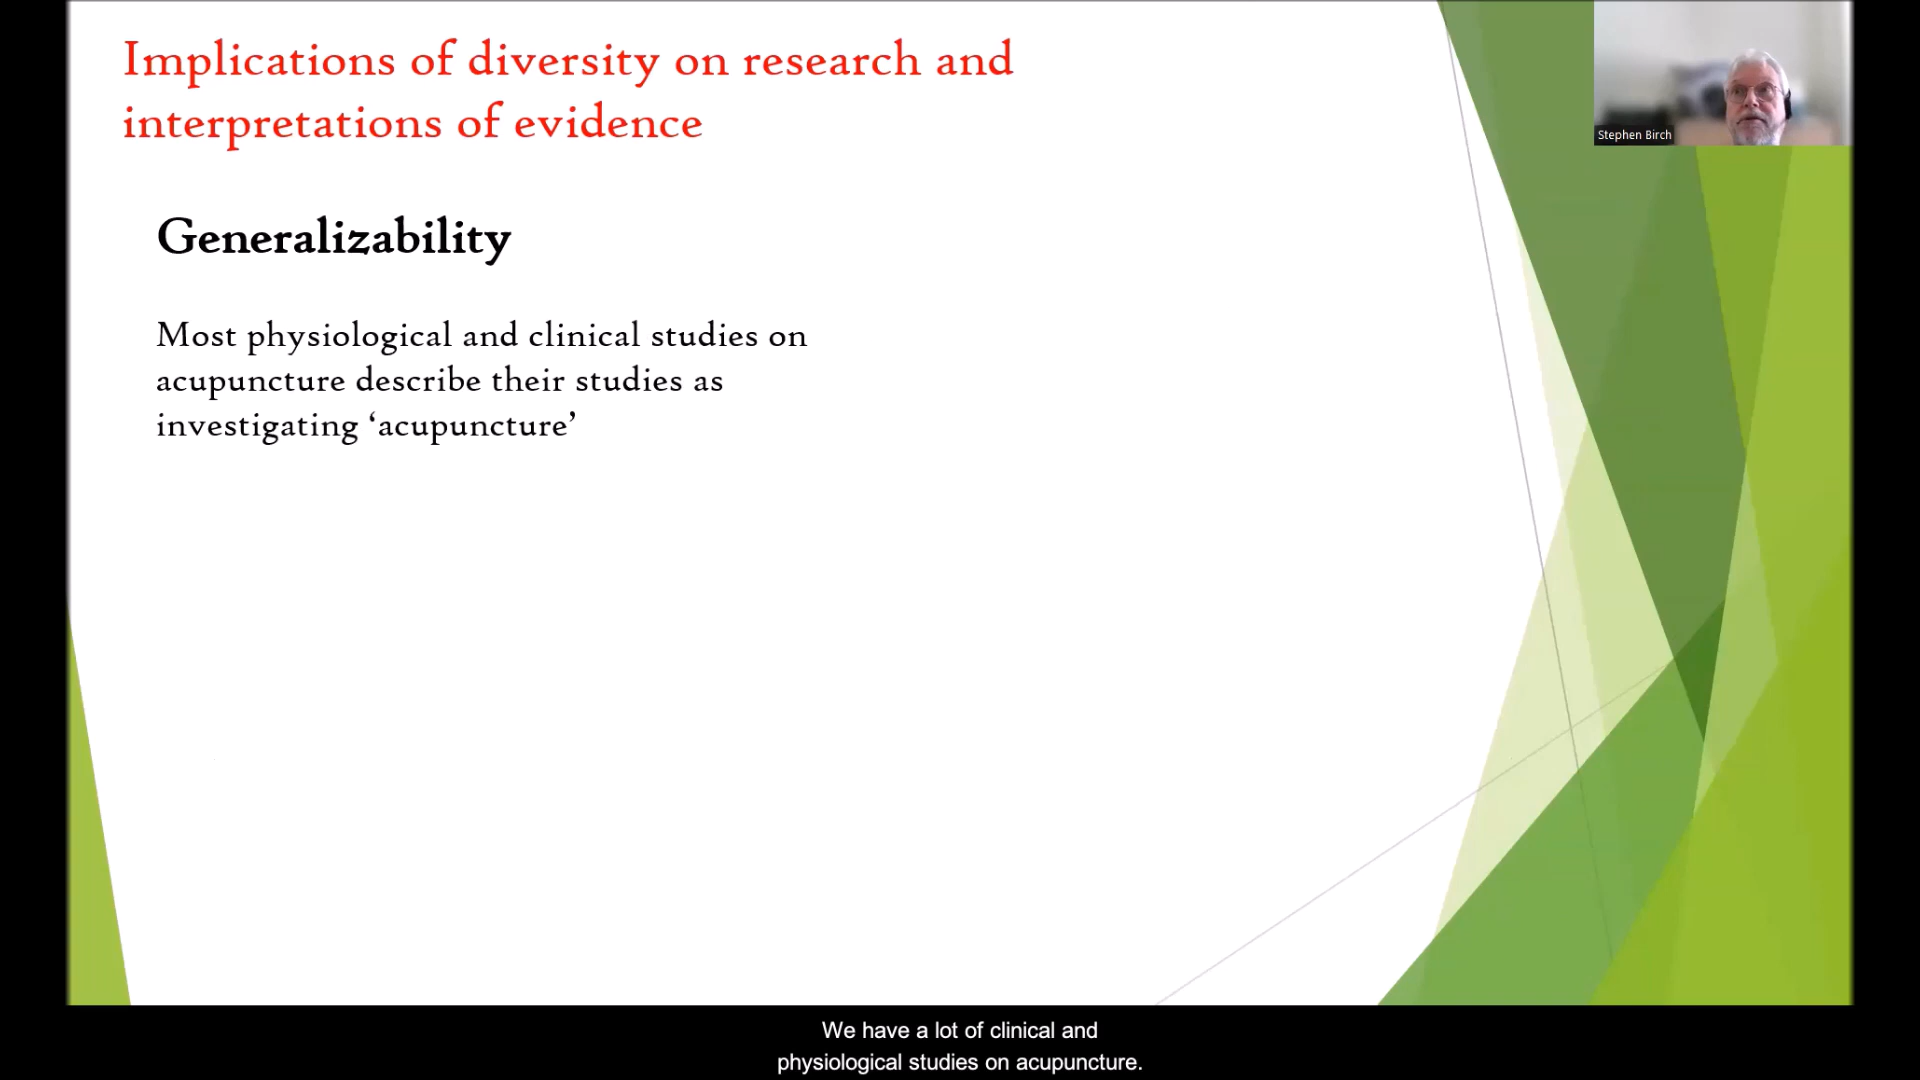 Implications of diversity on research and
interpretations of evidence
Stephen Birch
Generalizability
Most physiological and clinical studies on
acupuncture describe their studies as
investigating ‘acupuncture’
We have a lot of clinical and
physiological studies on acupuncture.